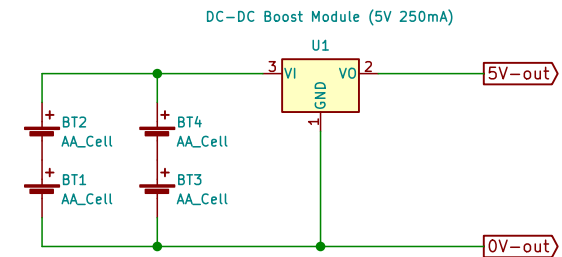 DC-DC Boost Module (5V 250mA)
U1
3 VI VO 2
GND
1
5V-out
+ BT2
AA_Cell
+ BT4
AA_Cell
+ BT1
AA_Cell
+ BT3
AA_Cell
0V-out